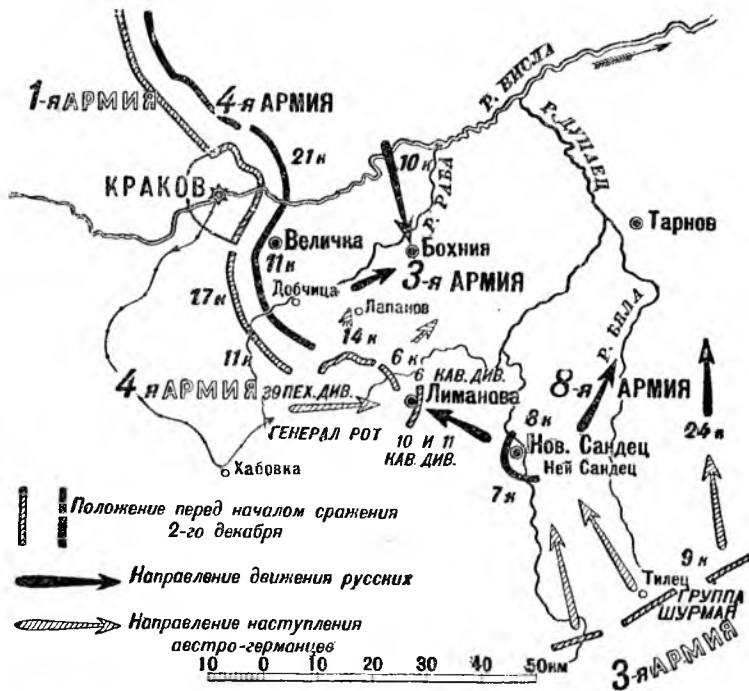 1-я АРМИЯ
4-я АРМИЯ
21 к
КРАКОВ
Р. ВИСЛА
Р. ДУНАЕЦ
10 к
Р. РАБА
Тарнов
Величка
Бохния
11 к
3-я АРМИЯ
17 к
Добчица
Лапанов
14 к
Р. БЯЛА
11 к
6 к
4-я АРМИЯ
39 ПЕХ. ДИВ.
6 КАВ. ДИВ.
Лиманова
8-я АРМИЯ
ГЕНЕРАЛ РОТ
10 И 11
КАВ. ДИВ.
8 к
Нов. Сандец
Ней Сандец
24 к
Хабовка
7 к
Положение перед началом сражения
2-го декабря
9 к
Тилец
ГРУППА
ШУРМАЙ
Направление движения русских
Направление наступления
австро-германцев
3-я АРМИЯ
10 0 10 20 30 40 50 км